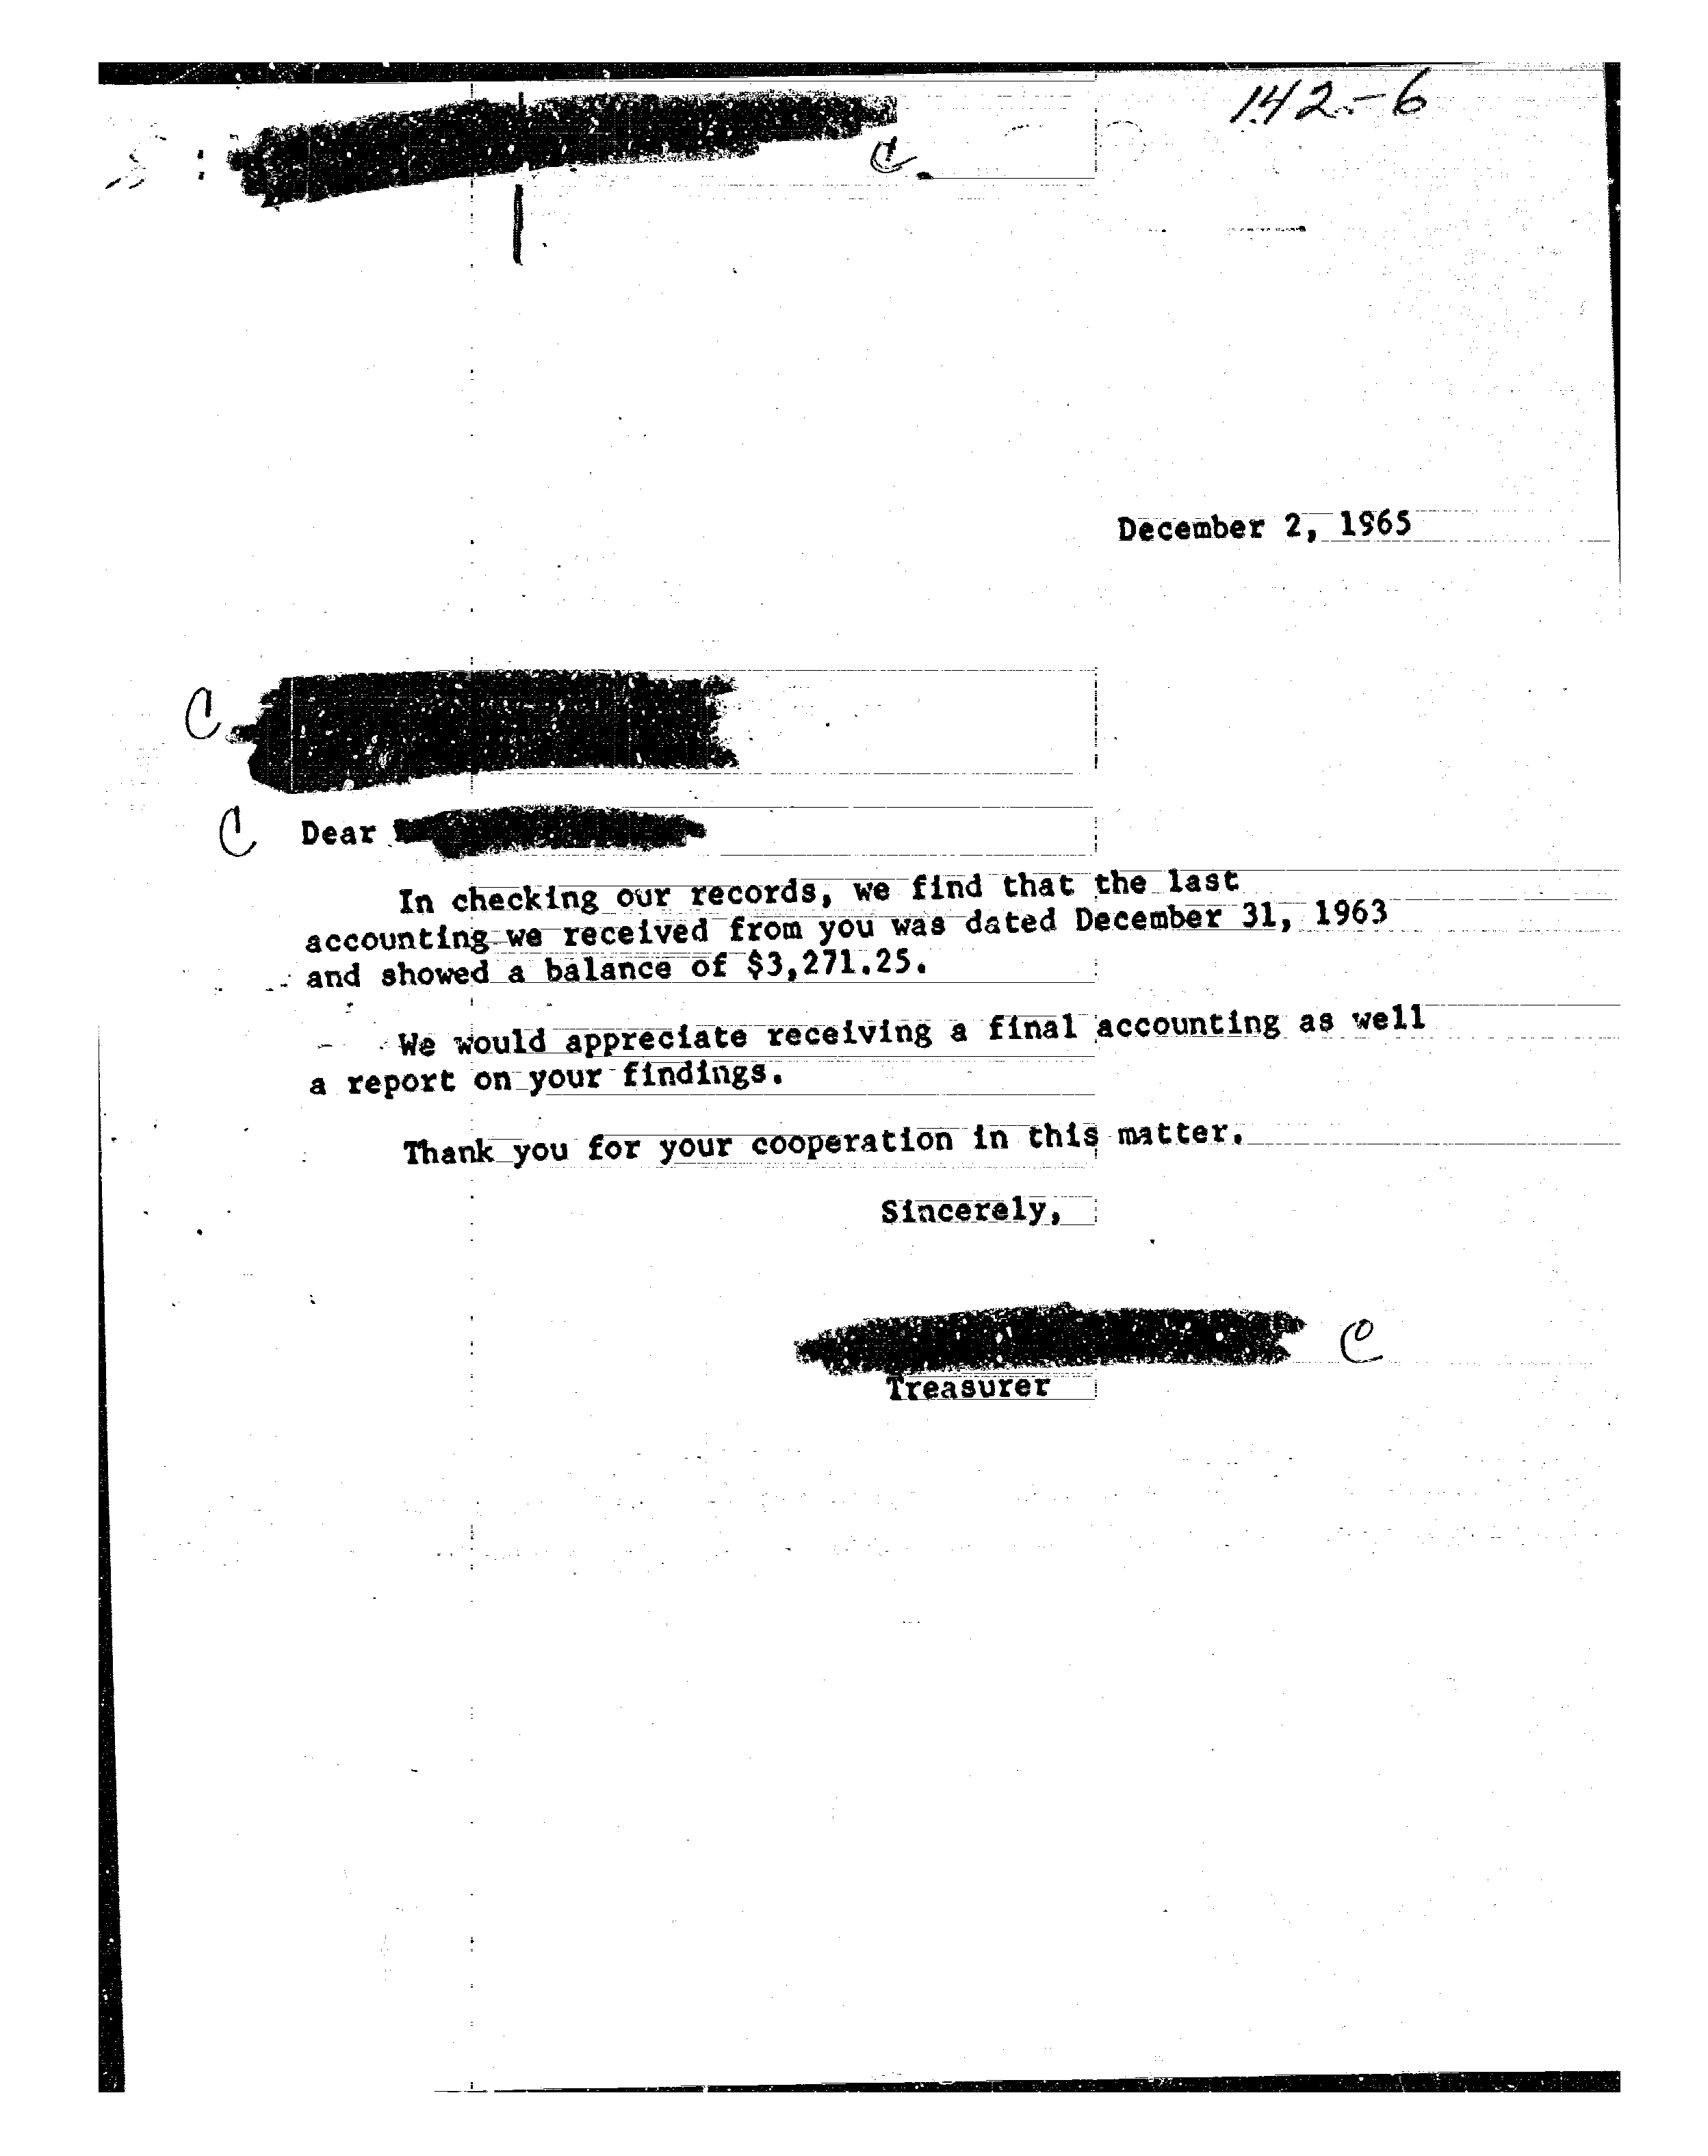 142-6
C
December 2, 1965
C
C Dear
In checking our records, we find that the last
accounting we received from you was dated December 31, 1963
and showed a balance of $3,271.25.
We would appreciate receiving a final accounting as well
a report on your findings.
Thank you for your cooperation in this matter.
Sincerely,
C
Treasurer